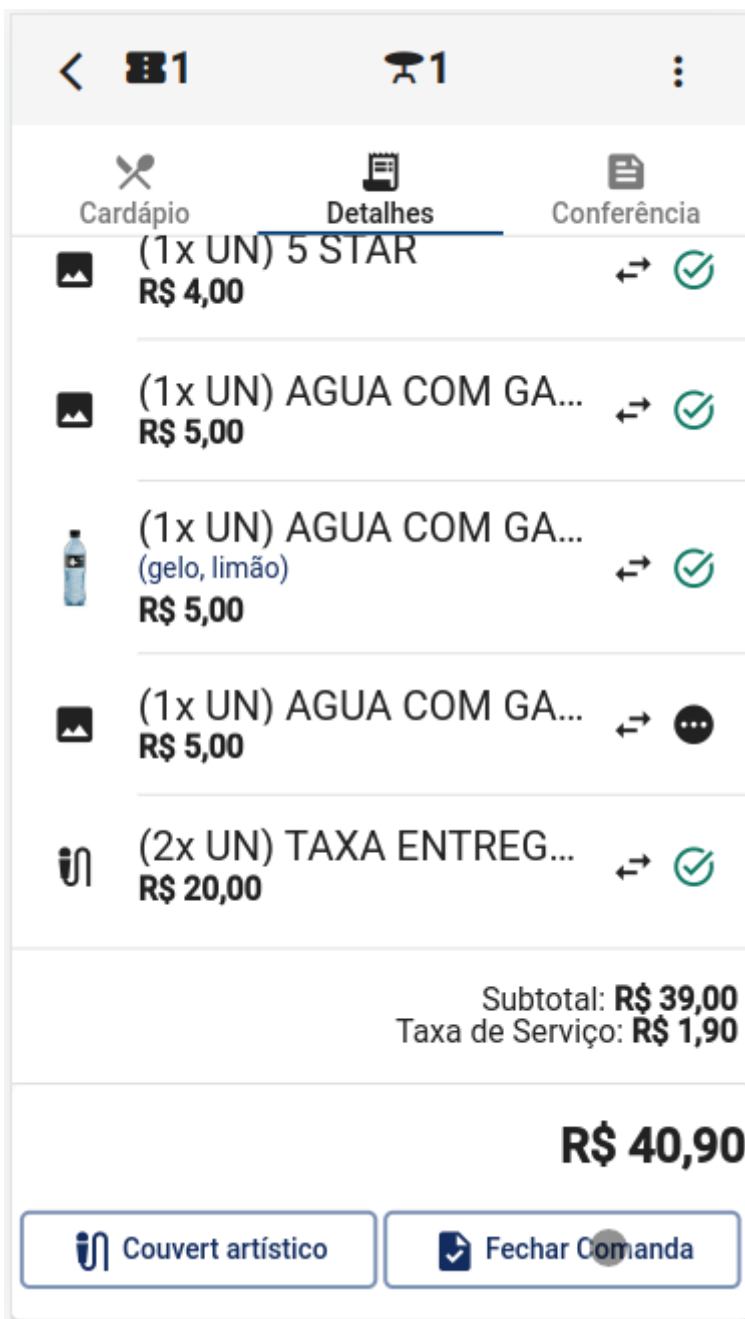 1
1
Cardápio
Detalhes
Conferência
(1x UN) 5 STAR
R$ 4,00
(1x UN) AGUA COM GA...
R$ 5,00
(1x UN) AGUA COM GA...
(gelo, limão)
R$ 5,00
(1x UN) AGUA COM GA...
R$ 5,00
(2x UN) TAXA ENTREG...
R$ 20,00
Subtotal: R$ 39,00
Taxa de Serviço: R$ 1,90
R$ 40,90
Couvert artístico
Fechar Comanda